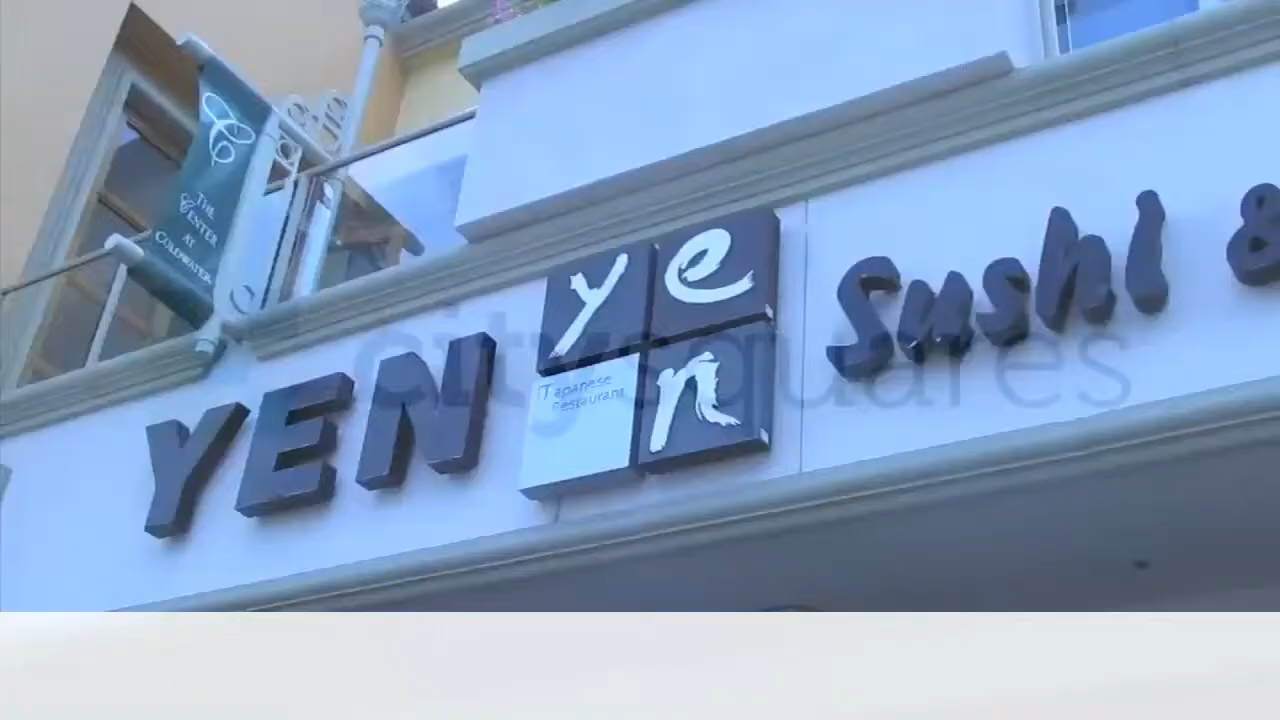 THE
CENTER
AT
COLDWATER
YEN
ye
n
Japanese
Restaurant
Sushi &
citysquares